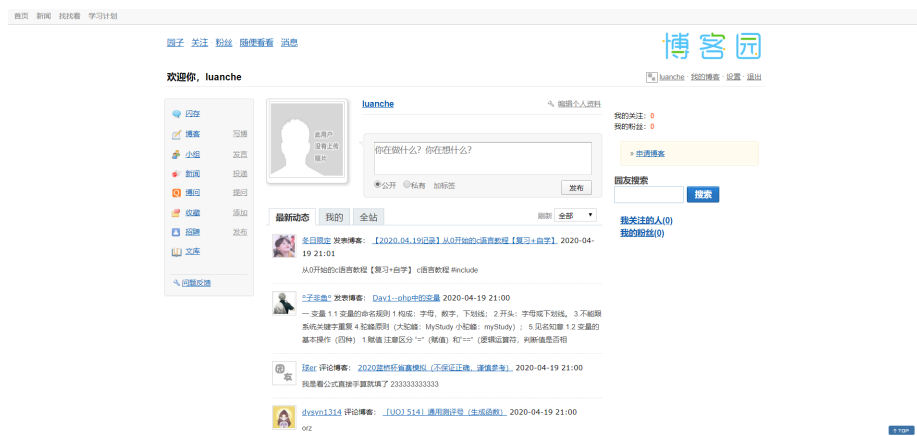 首页 新闻 找找看 学习计划
园子 关注 粉丝 随便看看 消息
博客园
欢迎你，luanche
luanche · 我的博客 · 设置 · 退出
闪存
博客 写博
小组 发言
新闻 投递
博问 提问
收藏 添加
招聘 发布
文库
问题反馈
此用户
没有上传
照片
luanche
编辑个人资料
你在做什么？你在想什么？
公开 私有 加标签
发布
最新动态 我的 全站
刷新 全部
冬日限定 发表博客： 【2020.04.19记录】从0开始的c语言教程【复习+自学】 2020-04-
19 21:01
从0开始的c语言教程【复习+自学】 c语言教程 #include
º子非鱼º 发表博客： Day1--php中的变量 2020-04-19 21:00
一 变量 1.1 变量的命名规则 1.构成：字母，数字，下划线； 2.开头：字母或下划线。 3.不能跟
系统关键字重复 4.驼峰原则（大驼峰：MyStudy 小驼峰：myStudy）； 5.见名知意 1.2 变量的
基本操作（四种） 1.赋值 注意区分 “=”（赋值）和“==”（逻辑运算符，判断值是否相
琼er 评论博客： 2020蓝桥杯省赛模拟（不保证正确，谨慎参考） 2020-04-19 21:00
我是看公式直接手算就填了 233333333333
dysyn1314 评论博客： 「UOJ 514」通用测评号（生成函数） 2020-04-19 21:00
orz
我的关注：0
我的粉丝：0
» 申请博客
园友搜索
搜索
我关注的人(0)
我的粉丝(0)
TOP